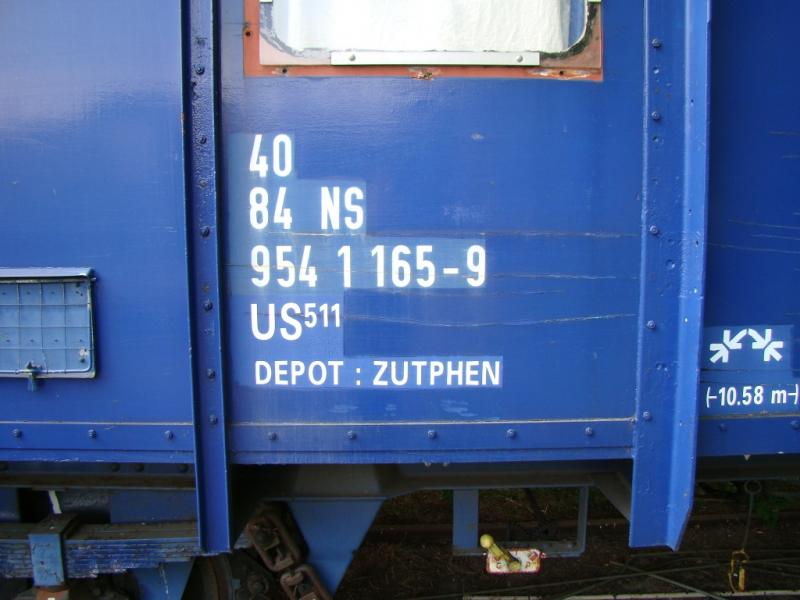 40
84 NS
954 1 165-9
US511
DEPOT : ZUTPHEN
(-10.58 m-)